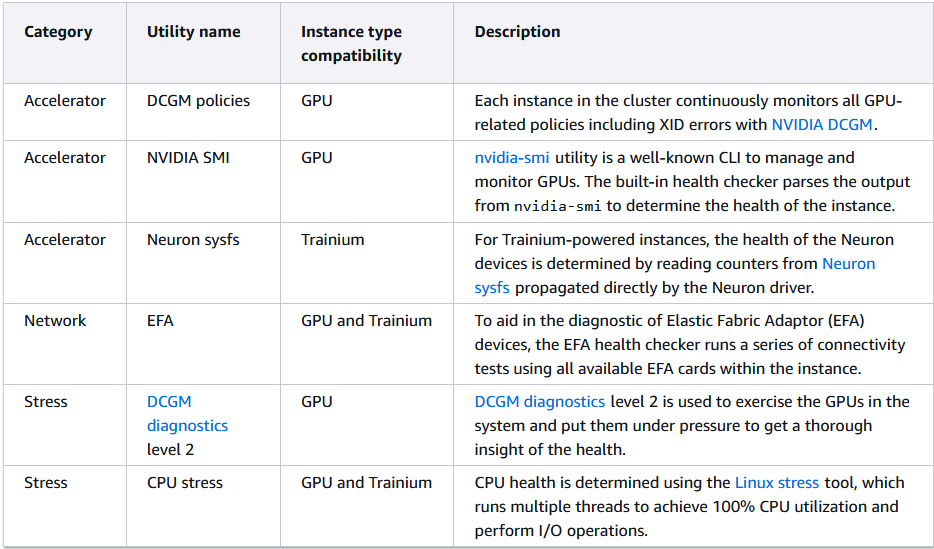 Category Utility name Instance type compatibility Description
Accelerator DCGM policies GPU Each instance in the cluster continuously monitors all GPU-
related policies including XID errors with NVIDIA DCGM.
Accelerator NVIDIA SMI GPU nvidia-smi utility is a well-known CLI to manage and
monitor GPUs. The built-in health checker parses the output
from nvidia-smi to determine the health of the instance.
Accelerator Neuron sysfs Trainium For Trainium-powered instances, the health of the Neuron
devices is determined by reading counters from Neuron
sysfs propagated directly by the Neuron driver.
Network EFA GPU and Trainium To aid in the diagnostic of Elastic Fabric Adaptor (EFA)
devices, the EFA health checker runs a series of connectivity
tests using all available EFA cards within the instance.
Stress DCGM diagnostics level 2 GPU DCGM diagnostics level 2 is used to exercise the GPUs in the
system and put them under pressure to get a thorough
insight of the health.
Stress CPU stress GPU and Trainium CPU health is determined using the Linux stress tool, which
runs multiple threads to achieve 100% CPU utilization and
perform I/O operations.